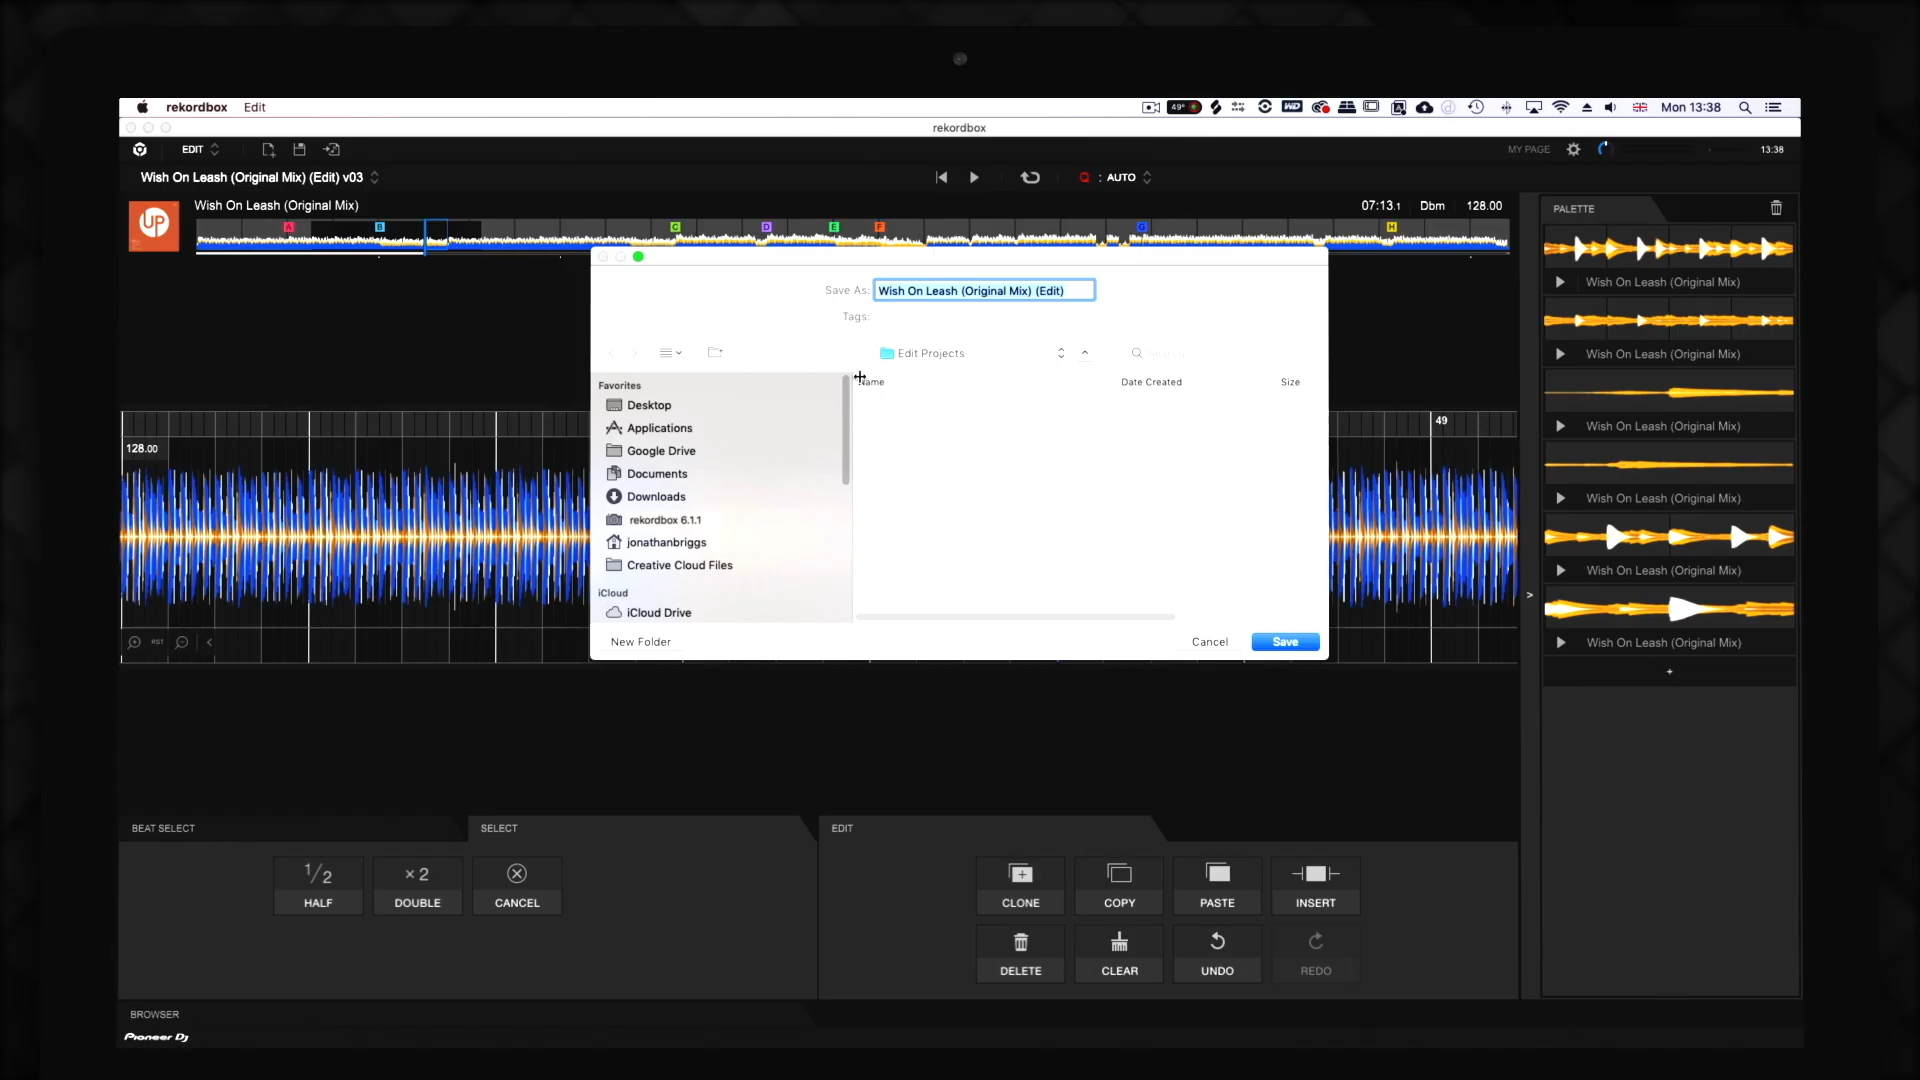 rekordbox Edit 49° WD Mon 13:38
rekordbox
EDIT MY PAGE 13:38
Wish On Leash (Original Mix) (Edit) v03 Q : AUTO
UP Wish On Leash (Original Mix) 07:13.1 Dbm 128.00
A B C D E F G H
PALETTE
Wish On Leash (Original Mix)
Wish On Leash (Original Mix)
Wish On Leash (Original Mix)
Wish On Leash (Original Mix)
Wish On Leash (Original Mix)
Wish On Leash (Original Mix)
+
Save As: Wish On Leash (Original Mix) (Edit)
Tags:
Edit Projects Search
Name Date Created Size
Favorites
Desktop
Applications
Google Drive
Documents
Downloads
rekordbox 6.1.1
jonathanbriggs
Creative Cloud Files
iCloud
iCloud Drive
New Folder Cancel Save
128.00 49
RST < >
BEAT SELECT SELECT EDIT
1/2 × 2
HALF DOUBLE CANCEL
CLONE COPY PASTE INSERT
DELETE CLEAR UNDO REDO
BROWSER
Pioneer Dj